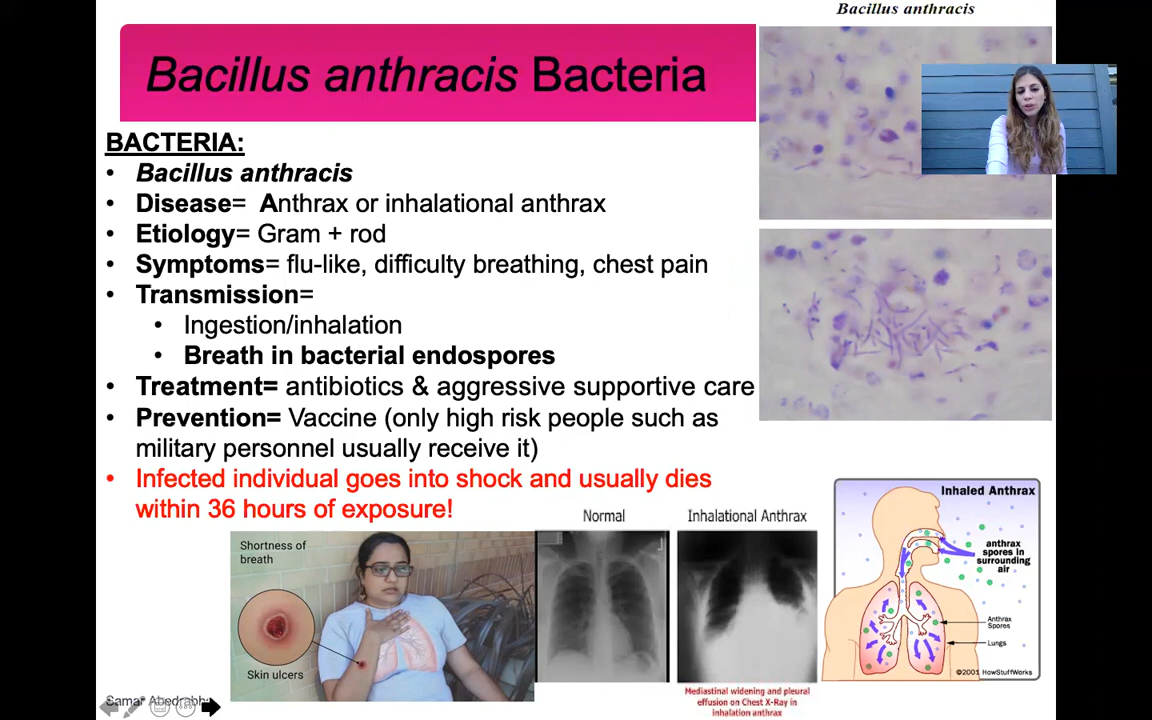 Bacillus anthracis
Bacillus anthracis Bacteria
BACTERIA:
• Bacillus anthracis
• Disease= Anthrax or inhalational anthrax
• Etiology= Gram + rod
• Symptoms= flu-like, difficulty breathing, chest pain
• Transmission=
• Ingestion/inhalation
• Breath in bacterial endospores
• Treatment= antibiotics & aggressive supportive care
• Prevention= Vaccine (only high risk people such as
military personnel usually receive it)
• Infected individual goes into shock and usually dies
within 36 hours of exposure!
Shortness of
breath
Skin ulcers
Normal
Inhalational Anthrax
Mediastinal widening and pleural
effusion on Chest X-Ray in
inhalation anthrax
Inhaled Anthrax
anthrax
spores in
surrounding
air
Anthrax
Spores
Lungs
©2001 HowStuffWorks
Samar